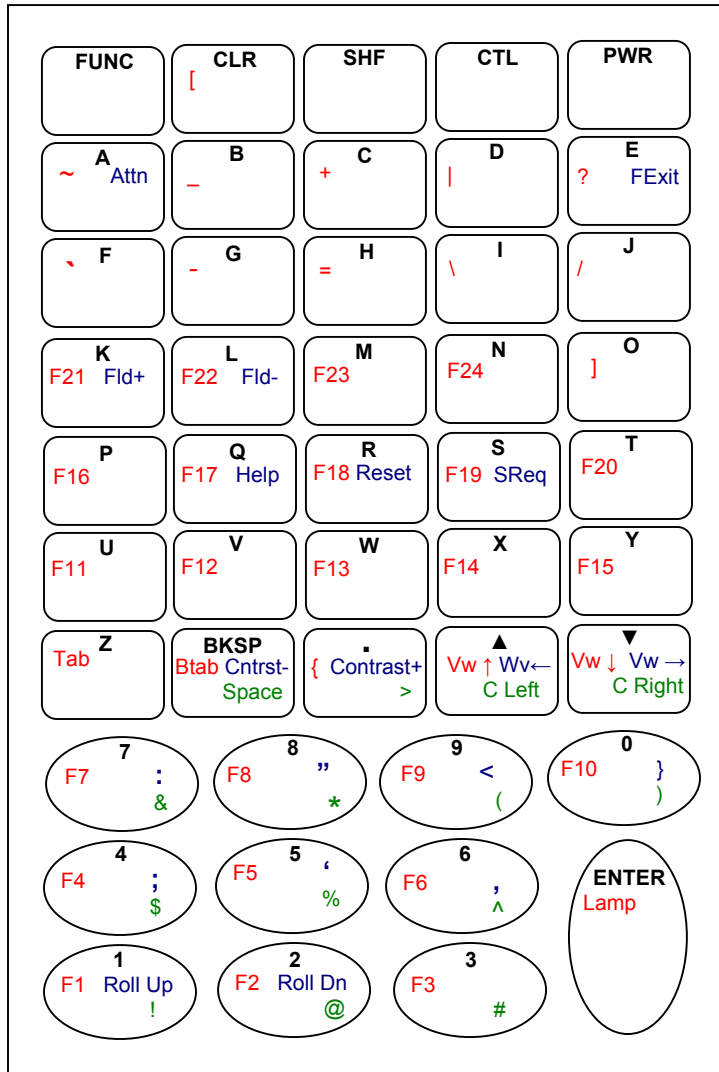 FUNC CLR SHF CTL PWR
[
A B C D E
~ Attn _ + | ? FExit
F G H I J
` - = \ /
K L M N O
F21 Fld+ F22 Fld- F23 F24 ]
P Q R S T
F16 F17 Help F18 Reset F19 SReq F20
U V W X Y
F11 F12 F13 F14 F15
Z BKSP . ▲ ▼
Tab Btab Cntrst- { Contrast+ Vw ↑ Wv← Vw ↓ Vw →
Space > C Left C Right
7 8 9 0
F7 : F8 ” F9 < F10 }
& * ( )
4 5 6
F4 ; F5 ‘ F6 ,
$ % ^
ENTER
Lamp
1 2 3
F1 Roll Up F2 Roll Dn F3
! @ #